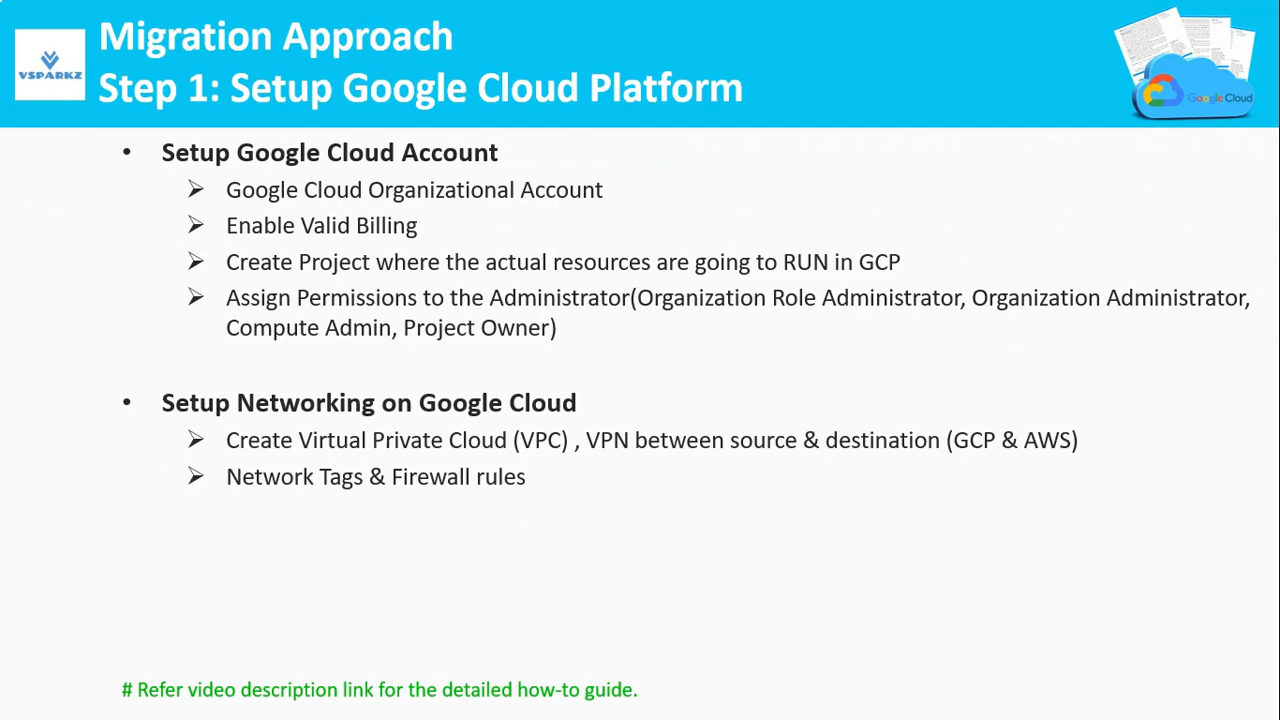 Migration Approach
Step 1: Setup Google Cloud Platform
VSPARKZ
Google Cloud
• Setup Google Cloud Account
➢ Google Cloud Organizational Account
➢ Enable Valid Billing
➢ Create Project where the actual resources are going to RUN in GCP
➢ Assign Permissions to the Administrator(Organization Role Administrator, Organization Administrator,
Compute Admin, Project Owner)
• Setup Networking on Google Cloud
➢ Create Virtual Private Cloud (VPC) , VPN between source & destination (GCP & AWS)
➢ Network Tags & Firewall rules
# Refer video description link for the detailed how-to guide.